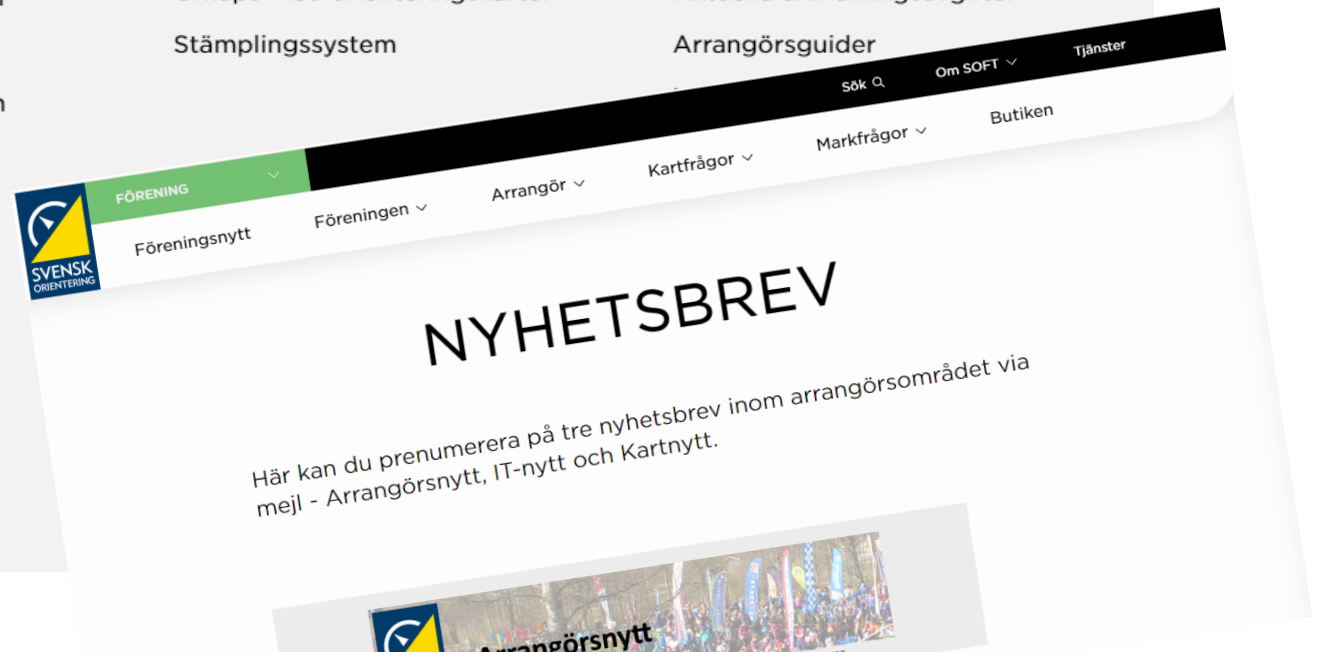 Stämplingssystem
Arrangörsguider
Sök
Om SOFT
Tjänster
FÖRENING
Föreningsnytt
Föreningen
Arrangör
Kartfrågor
Markfrågor
Butiken
SVENSK
ORIENTERING
NYHETSBREV
Här kan du prenumerera på tre nyhetsbrev inom arrangörsområdet via
mejl - Arrangörsnytt, IT-nytt och Kartnytt.
Arrangörsnytt